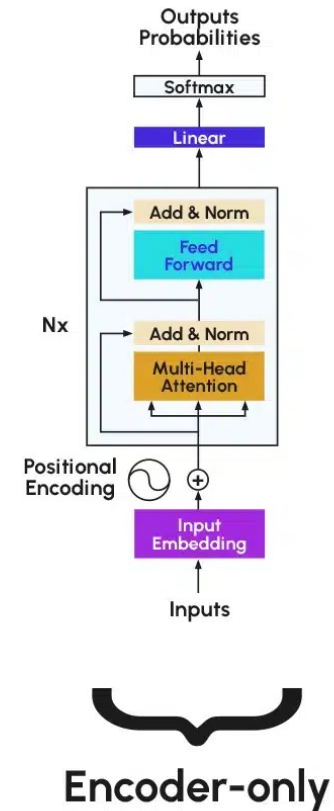 Outputs
Probabilities
Softmax
Linear
Add & Norm
Feed
Forward
Nx
Add & Norm
Multi-Head
Attention
Positional
Encoding
+
Input
Embedding
Inputs
Encoder-only